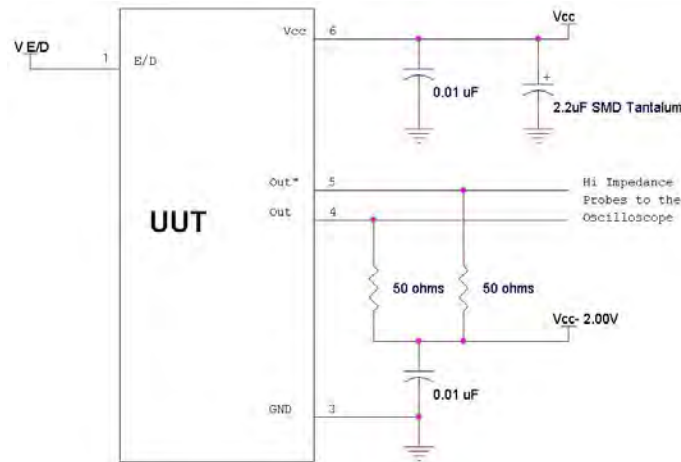 Vcc
6
Vcc
V E/D
1
E/D
0.01 uF
+
2.2uF SMD Tantalum
Out*
5
Hi Impedance
Probes to the
Oscilloscope
Out
4
UUT
50 ohms
50 ohms
Vcc- 2.00V
0.01 uF
GND
3